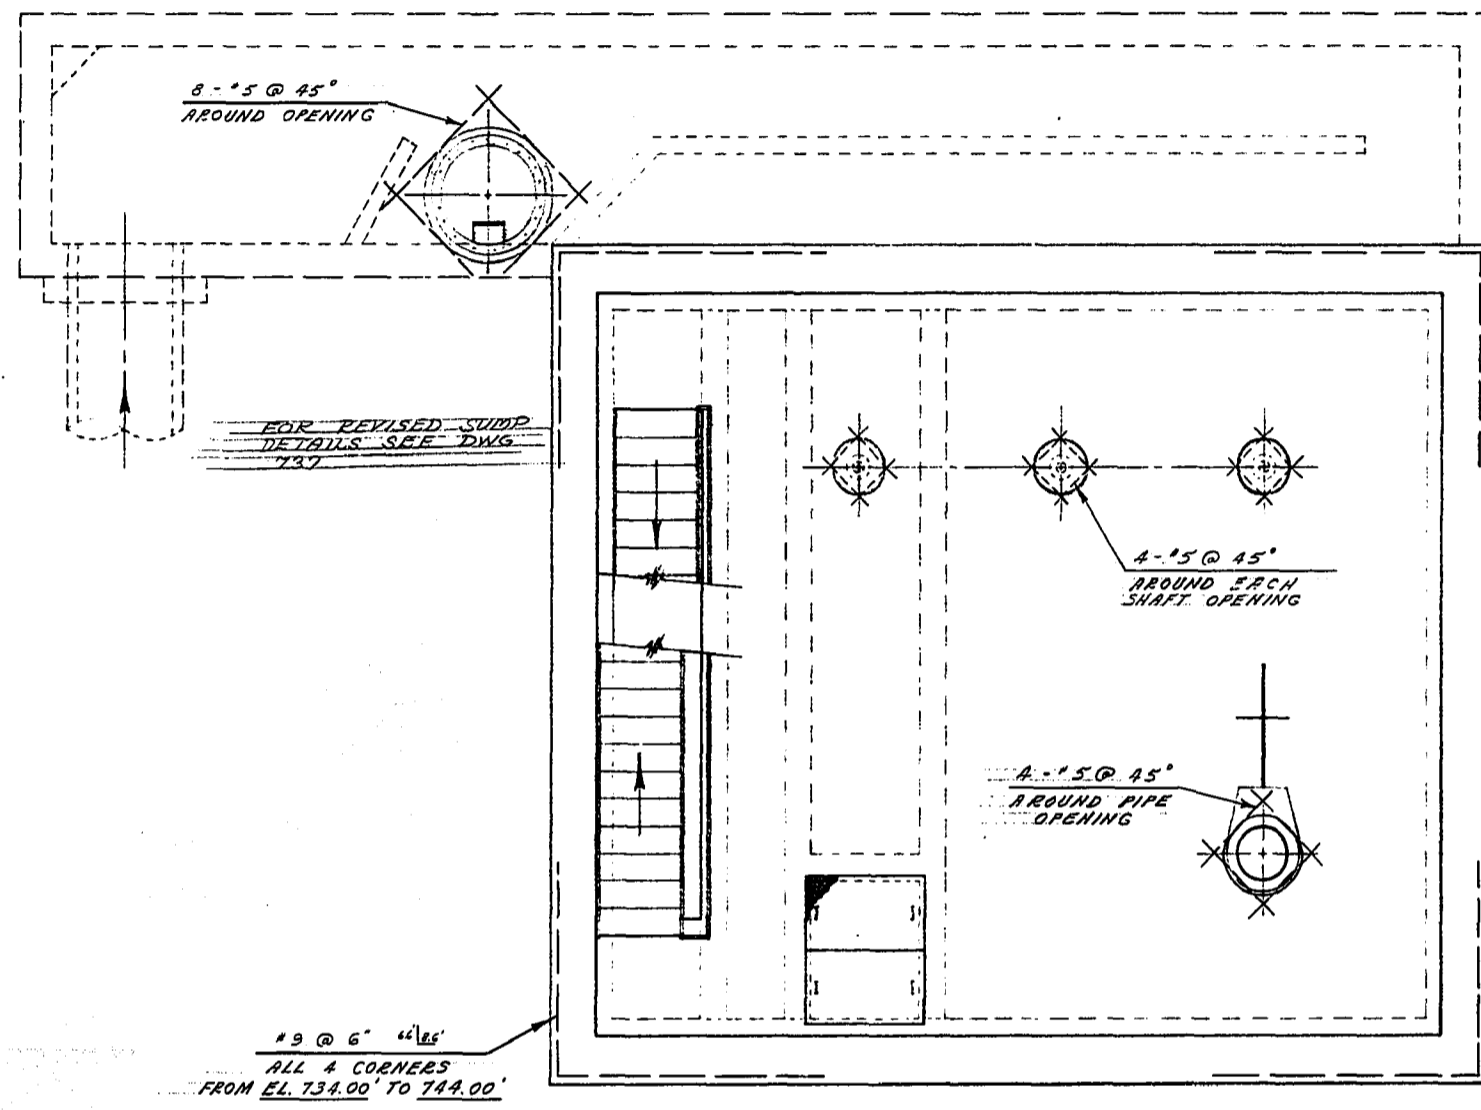 8 - #5 @ 45°
AROUND OPENING
FOR REVISED SUMP
DETAILS SEE DWG
737
4 - #5 @ 45°
AROUND EACH
SHAFT OPENING
4 - #5 @ 45°
AROUND PIPE
OPENING
#9 @ 6"
ALL 4 CORNERS
FROM EL. 734.00' TO 744.00'